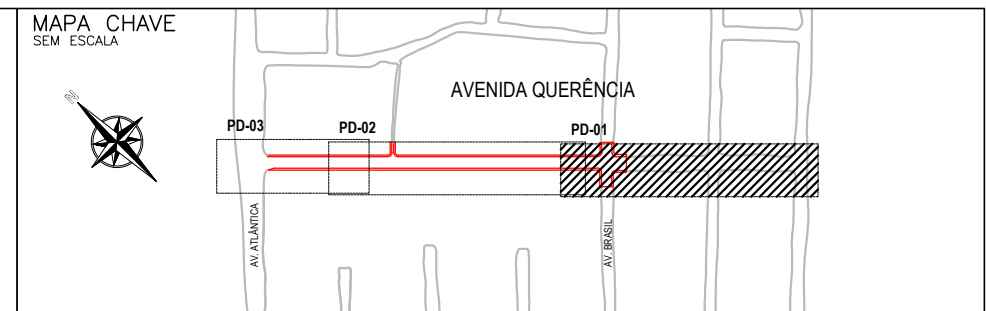 MAPA CHAVE
SEM ESCALA
N
AVENIDA QUERÊNCIA
PD-03
PD-02
PD-01
AV. ATLÂNTICA
AV. BRASIL